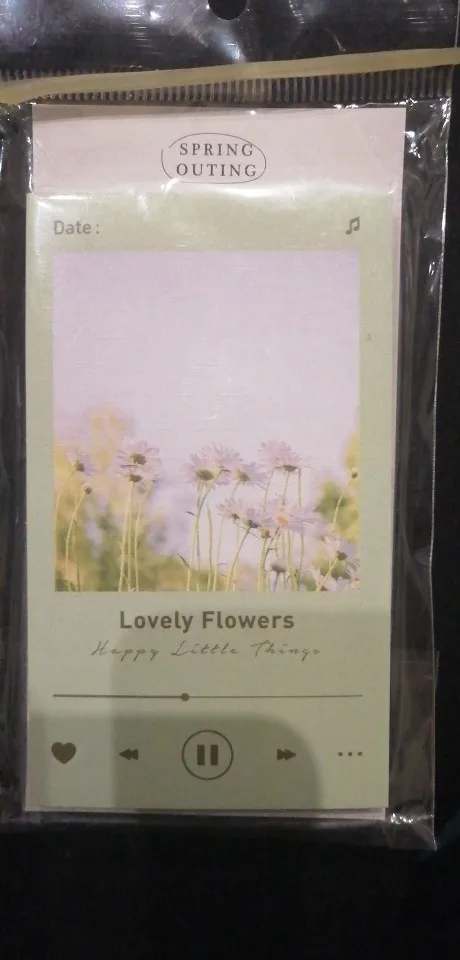 SPRING
OUTING
Date:
Lovely Flowers
Happy Little Things